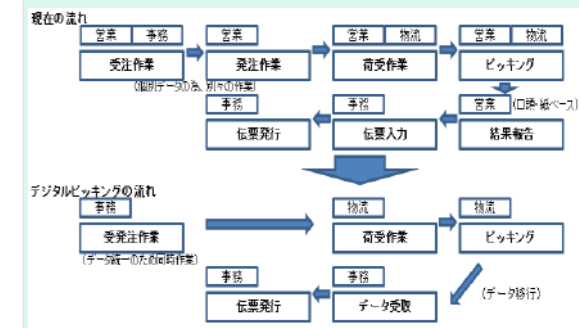 現在の流れ
営業 事務 営業 営業 物流 営業 物流
受注作業 発注作業 荷受作業 ピッキング
(個別データの為、別々の作業)
事務 事務 営業 (口頭・紙ベース)
伝票発行 伝票入力 結果報告
デジタルピッキングの流れ
事務 物流 物流
受発注作業 荷受作業 ピッキング
(データ統一のため同時作業)
事務 事務 (データ移行)
伝票発行 データ受取